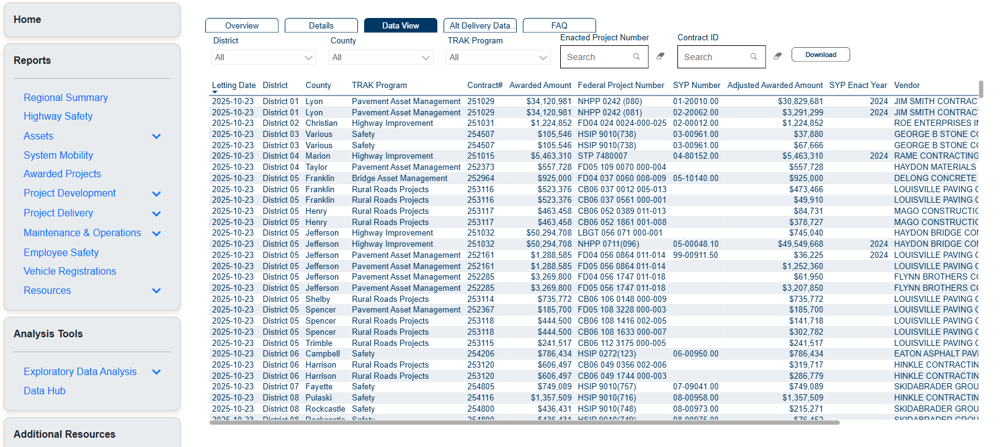 Home
Reports
Regional Summary
Highway Safety
Assets
System Mobility
Awarded Projects
Project Development
Project Delivery
Maintenance & Operations
Employee Safety
Vehicle Registrations
Resources
Analysis Tools
Exploratory Data Analysis
Data Hub
Additional Resources
Overview Details Data View Alt Delivery Data... FAQ
District County TRAK Program Enacted Project Number Contract ID
All All All Search Search Download
Letting Date District County TRAK Program Contract# Awarded Amount Federal Project Number SYP Number Adjusted Awarded Amount SYP Enact Year Vendor
2025-10-23 District 01 Lyon Pavement Asset Management 251029 $34,120,981 NHPP 0242 (080) 01-20010.00 $30,829,681 2024 JIM SMITH CONTRAC
2025-10-23 District 01 Lyon Pavement Asset Management 251029 $34,120,981 NHPP 0242 (081) 02-20062.00 $3,291,299 2024 JIM SMITH CONTRAC
2025-10-23 District 02 Christian Highway Improvement 251031 $1,224,852 FD04 024 0024-000-025 02-00012.00 $1,224,852 ROE ENTERPRISES
2025-10-23 District 03 Various Safety 254507 $105,546 HSIP 9010(738) 03-00961.00 $37,880 GEORGE B STONE
2025-10-23 District 03 Various Safety 254507 $105,546 HSIP 9010(738) 03-00961.00 $67,666 GEORGE B STONE
2025-10-23 District 04 Marion Highway Improvement 251015 $5,463,310 STP 7480007 04-80152.00 $5,463,310 2024 RAME CONTRACTING
2025-10-23 District 04 Taylor Pavement Asset Management 252373 $557,728 FD05 109 0070 000-004 $557,728 HAYDON MATERIALS
2025-10-23 District 05 Franklin Bridge Asset Management 252964 $925,000 FD04 037 0060 008-009 05-10140.00 $925,000 DELONG CONCRETE
2025-10-23 District 05 Franklin Rural Roads Projects 253116 $523,376 CB06 037 0012 005-013 $473,466 LOUISVILLE PAVING
2025-10-23 District 05 Franklin Rural Roads Projects 253116 $523,376 CB06 037 0561 000-001 $49,910 LOUISVILLE PAVING
2025-10-23 District 05 Henry Rural Roads Projects 253117 $463,458 CB06 052 0389 011-013 $84,731 MAGO CONSTRUCTIO
2025-10-23 District 05 Henry Rural Roads Projects 253117 $463,458 CB06 052 1861 001-008 $378,727 MAGO CONSTRUCTIO
2025-10-23 District 05 Jefferson Highway Improvement 251032 $50,294,708 LBGT 056 071 000-001 $745,040 HAYDON BRIDGE CO
2025-10-23 District 05 Jefferson Highway Improvement 251032 $50,294,708 NHPP 0711(096) 05-00048.10 $49,549,668 2024 HAYDON BRIDGE CO
2025-10-23 District 05 Jefferson Pavement Asset Management 252161 $1,288,585 FD04 056 0864 011-014 99-00911.50 $36,225 2024 LOUISVILLE PAVING
2025-10-23 District 05 Jefferson Pavement Asset Management 252161 $1,288,585 FD05 056 0864 011-014 $1,252,360 LOUISVILLE PAVING
2025-10-23 District 05 Jefferson Pavement Asset Management 252285 $3,269,800 FD04 056 1747 011-018 $61,950 FLYNN BROTHERS
2025-10-23 District 05 Jefferson Pavement Asset Management 252285 $3,269,800 FD05 056 1747 011-018 $3,207,850 FLYNN BROTHERS
2025-10-23 District 05 Shelby Rural Roads Projects 253114 $735,772 CB06 106 0148 000-009 $735,772 LOUISVILLE PAVING
2025-10-23 District 05 Spencer Pavement Asset Management 252367 $185,700 FD05 108 3228 000-003 $185,700 LOUISVILLE PAVING
2025-10-23 District 05 Spencer Rural Roads Projects 253118 $444,500 CB06 108 1416 002-005 $141,718 LOUISVILLE PAVING
2025-10-23 District 05 Spencer Rural Roads Projects 253118 $444,500 CB06 108 1633 000-007 $302,782 LOUISVILLE PAVING
2025-10-23 District 05 Trimble Rural Roads Projects 253115 $241,517 CB06 112 3175 000-005 $241,517 LOUISVILLE PAVING
2025-10-23 District 06 Campbell Safety 254206 $786,434 HSIP 0272(123) 06-00950.00 $786,434 EATON ASPHALT PAVI
2025-10-23 District 06 Harrison Rural Roads Projects 253120 $606,497 CB06 049 0356 002-006 $319,717 HINKLE CONTRACTIN
2025-10-23 District 06 Harrison Rural Roads Projects 253120 $606,497 CB06 049 1744 000-003 $286,779 HINKLE CONTRACTIN
2025-10-23 District 07 Fayette Safety 254805 $749,089 HSIP 9010(757) 07-09041.00 $749,089 SKIDABRADER GROU
2025-10-23 District 08 Pulaski Safety 254116 $1,357,509 HSIP 9010(716) 08-00958.00 $1,357,509 HINKLE CONTRACTIN
2025-10-23 District 08 Rockcastle Safety 254800 $436,431 HSIP 9010(748) 08-00973.00 $215,271 SKIDABRADER GROU
2025-10-23 District 08 Rockcastle Safety 254800 $436,431 HSIP 9010(749) 08-00975.00 $76,452